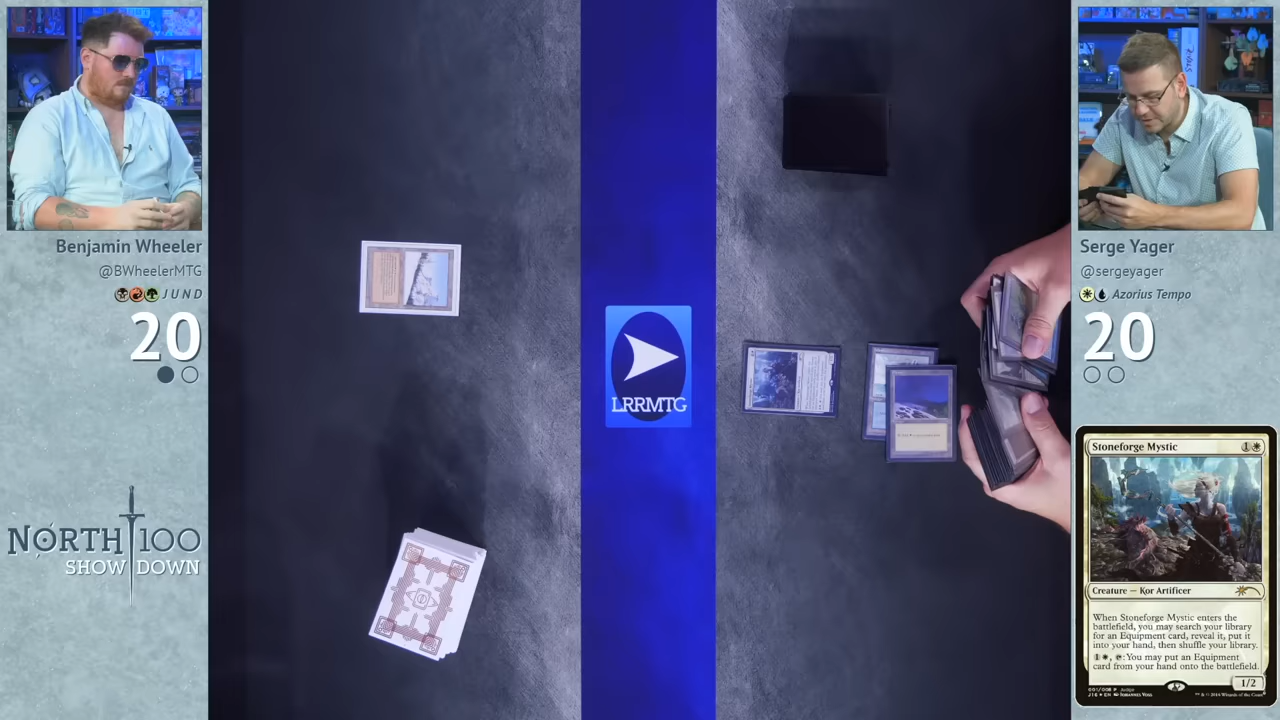 Benjamin Wheeler
@BWheelerMTG
JUND
20
NORTH 100
SHOWDOWN
LRRMTG
Serge Yager
@sergeyager
Azorius Tempo
20
Stoneforge Mystic 1
Creature — Kor Artificer
When Stoneforge Mystic enters the
battlefield, you may search your library
for an Equipment card, reveal it, put it
into your hand, then shuffle your library.
1 , : You may put an Equipment
card from your hand onto the battlefield.
1/2